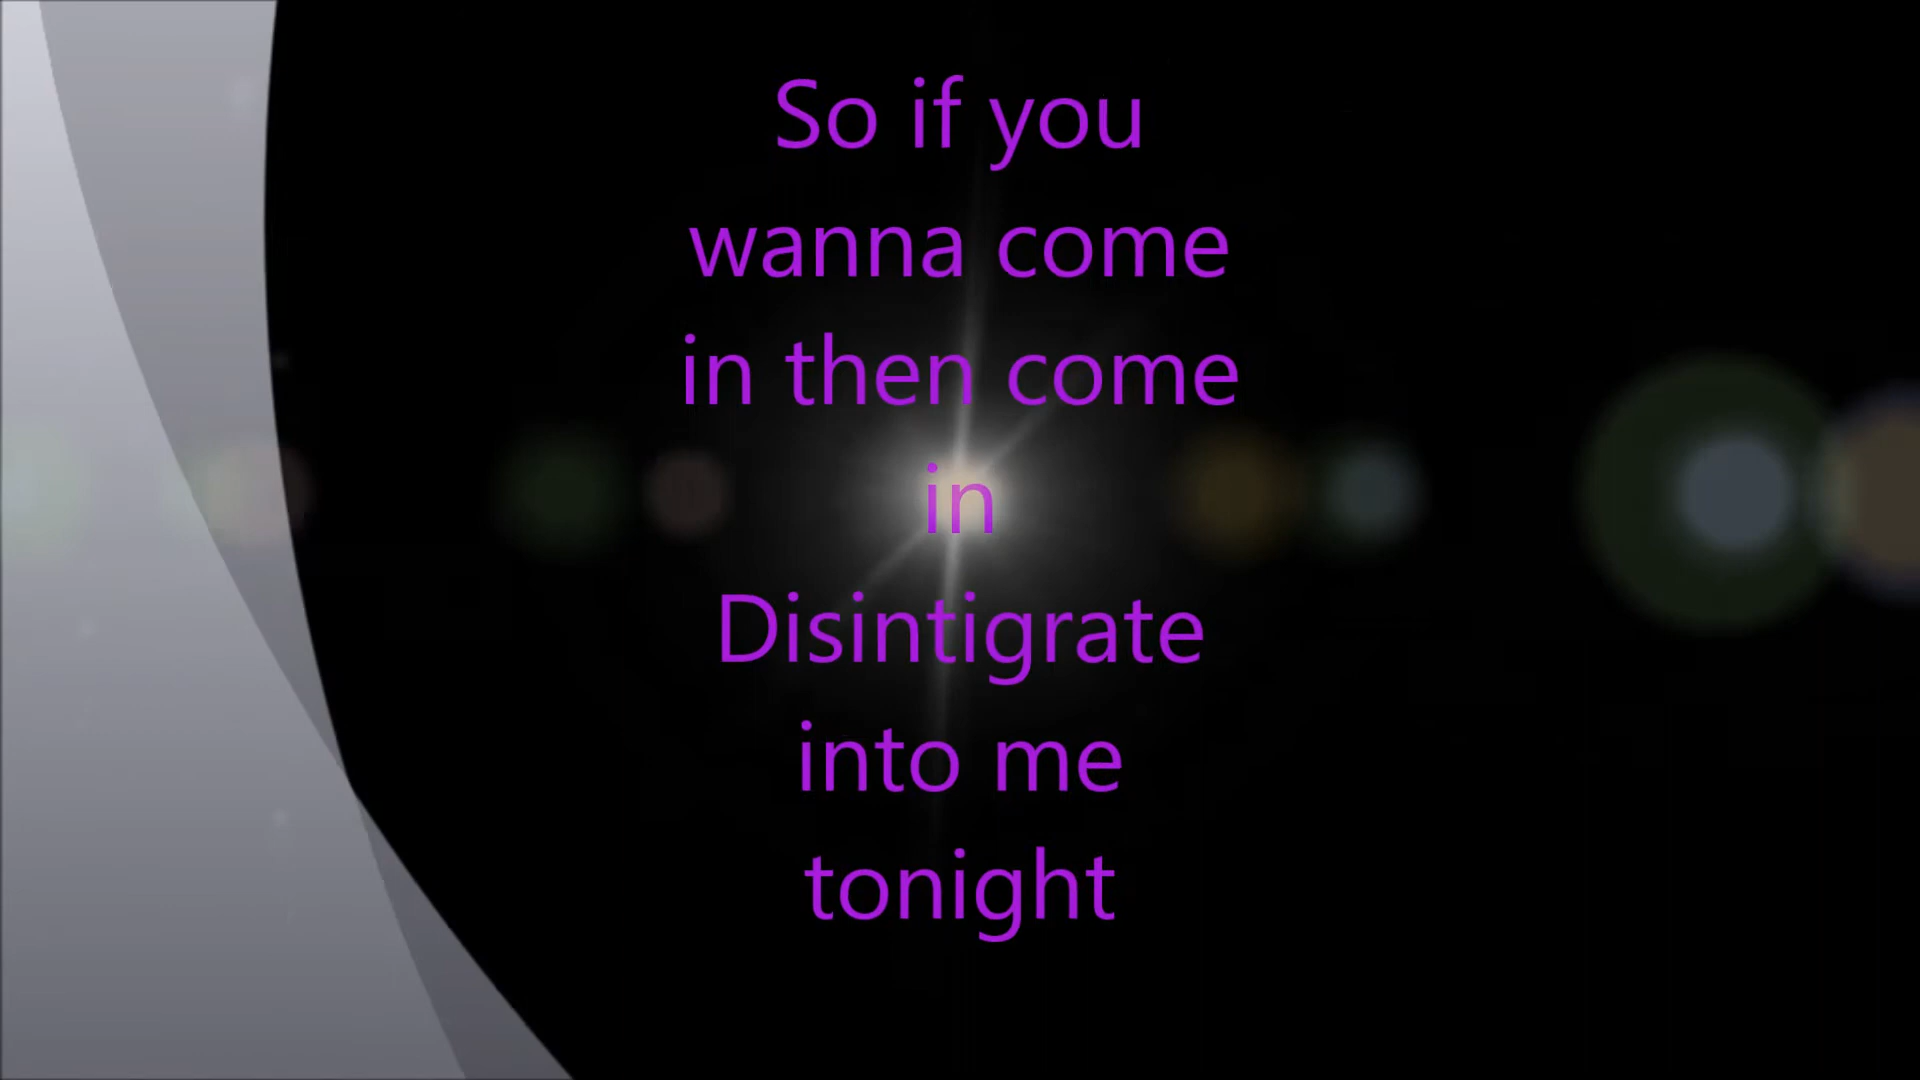 So if you
wanna come
in then come
in
Disintigrate
into me
tonight